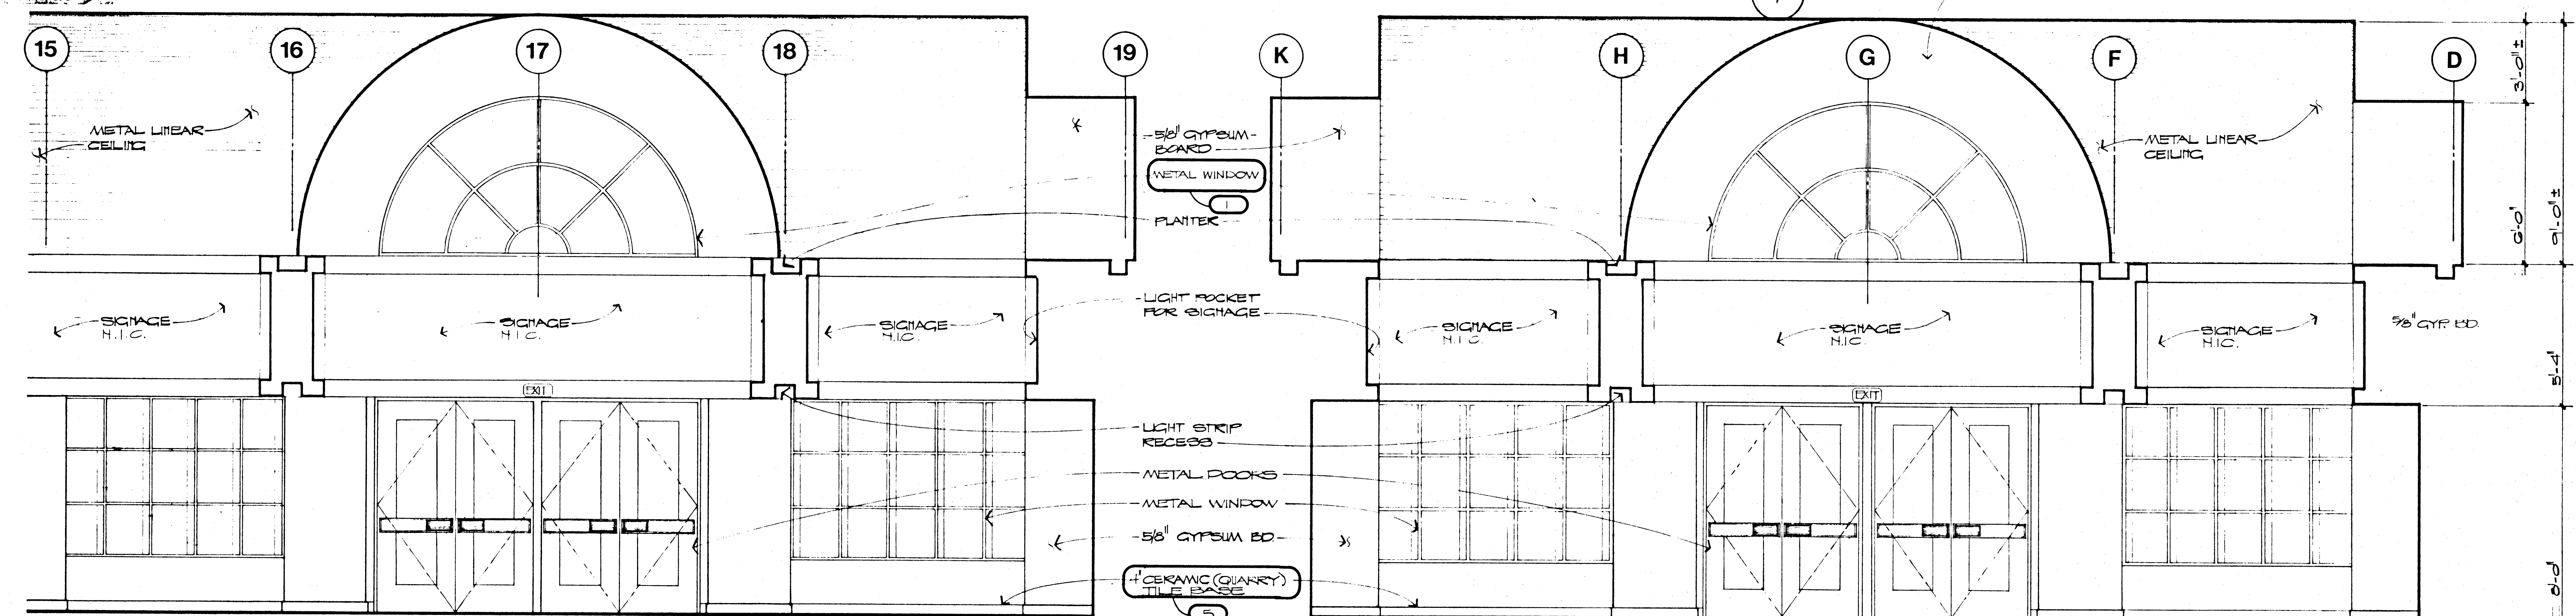 15
16
17
18
19
K
H
G
F
D
METAL LINEAR
CEILING
5/8" GYPSUM
BOARD
METAL WINDOW
1
PLANTER
METAL LINEAR
CEILING
3'-0"±
6'-0"
9'-0"±
SIGNAGE
N.I.C.
SIGNAGE
N.I.C.
SIGNAGE
N.I.C.
LIGHT POCKET
FOR SIGNAGE
SIGNAGE
N.I.C.
SIGNAGE
N.I.C.
SIGNAGE
N.I.C.
5/8" GYP. BD.
5'-4"
EXIT
EXIT
LIGHT STRIP
RECESS
METAL DOORS
METAL WINDOW
5/8" GYPSUM BD
4" CERAMIC (QUARRY)
TILE BASE
5
8'-0"